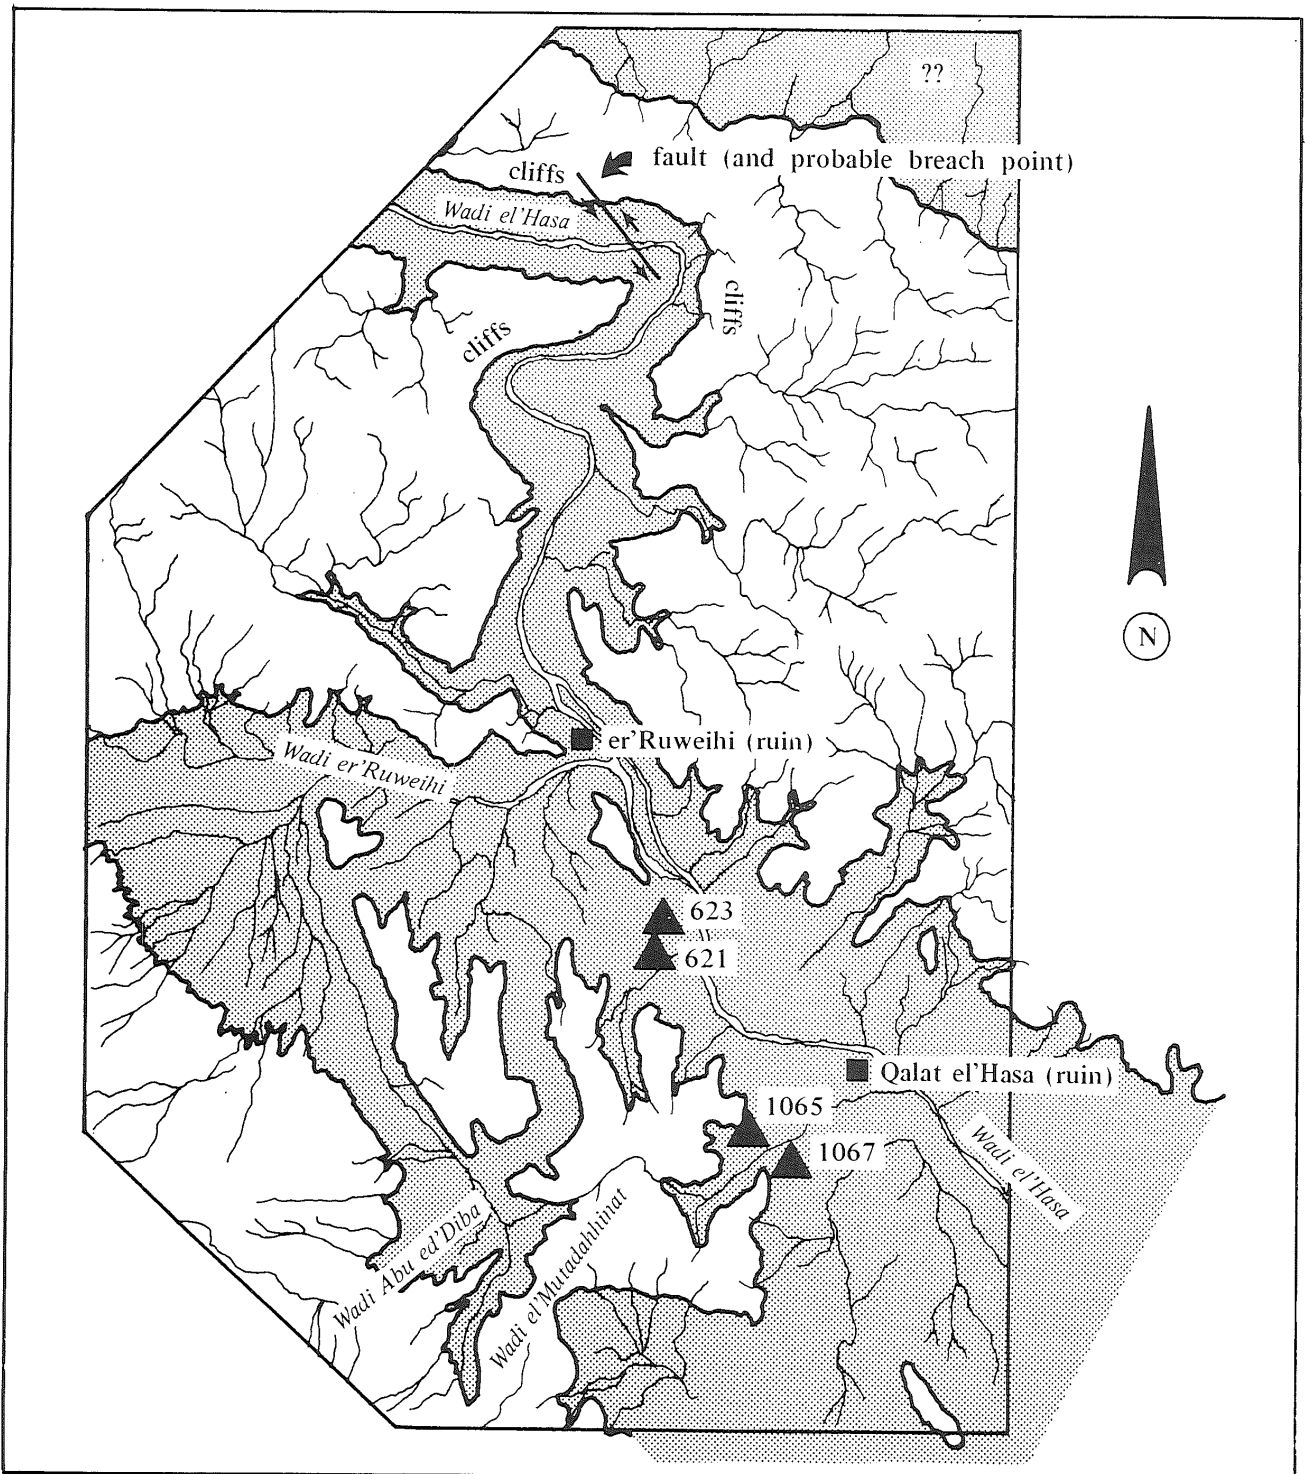 ??
fault (and probable breach point)
cliffs
Wadi el'Hasa
cliffs
cliffs
N
er'Ruweihi (ruin)
Wadi er'Ruweihi
623
621
Qalat el'Hasa (ruin)
1065
Wadi el'Hasa
1067
Wadi Abu ed'Diba
Wadi el'Mutadahhinat